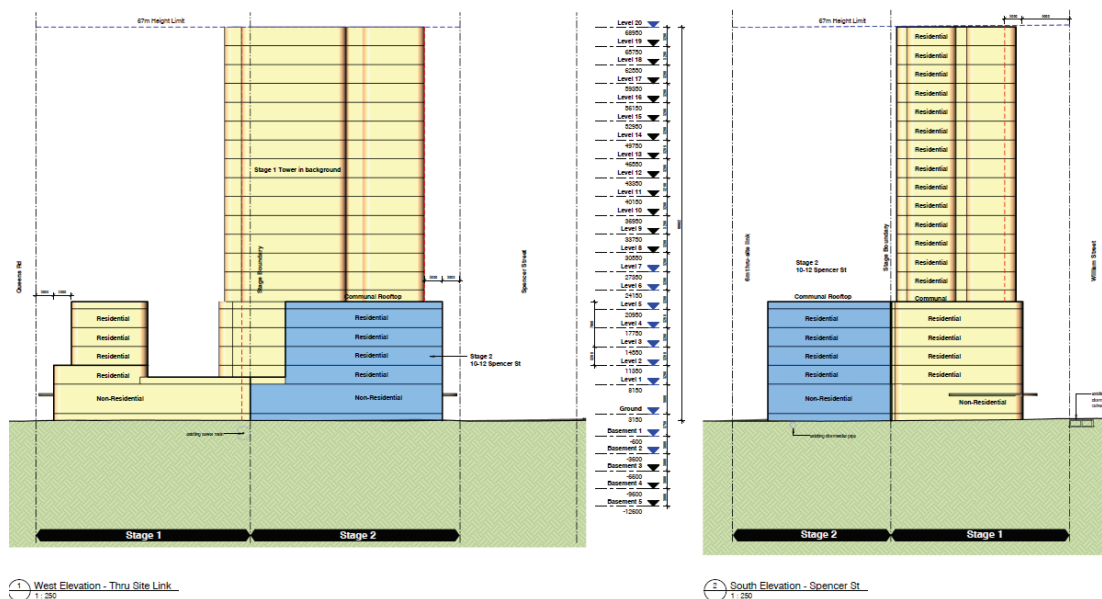 67m Height Limit
Queens Rd
Stage 1 Tower in background
Stage Boundary
Spencer Street
Communal Rooftop
Residential
Residential
Residential
Residential
Residential
Residential
Residential
Residential
Stage 2
10-12 Spencer St
Non-Residential
Non-Residential
Stage 1
Stage 2
1
West Elevation - Thru Site Link
1 : 250
Level 20
68950
Level 19
65750
Level 18
62550
Level 17
59350
Level 16
56150
Level 15
52950
Level 14
49750
Level 13
46550
Level 12
43350
Level 11
40150
Level 10
36950
Level 9
33750
Level 8
30550
Level 7
27350
Level 6
24150
Level 5
20950
Level 4
17750
Level 3
14550
Level 2
11350
Level 1
8150
Ground
3150
Basement 1
-600
Basement 2
-3600
Basement 3
-6600
Basement 4
-9600
Basement 5
-12600
67m Height Limit
Residential
Residential
Residential
Residential
Residential
Residential
Residential
Residential
Residential
Residential
Residential
Residential
Residential
Residential
Communal
6m thru-site link
Stage Boundary
William Street
Stage 2
10-12 Spencer St
Communal Rooftop
Residential
Residential
Residential
Residential
Residential
Residential
Residential
Residential
Non-Residential
Non-Residential
existing stormwater pipe
Stage 2
Stage 1
2
South Elevation - Spencer St
1 : 250